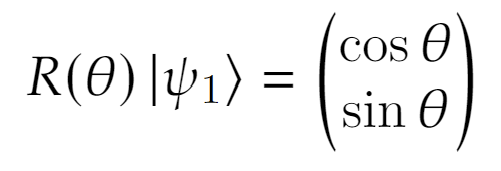 R(θ) |ψ₁⟩ = (cos θ
sin θ)